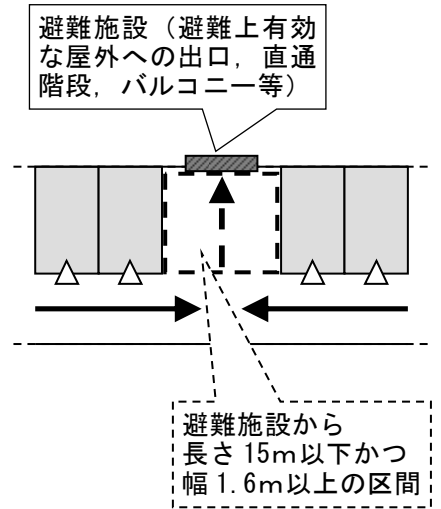 避難施設（避難上有効
な屋外への出口，直通
階段，バルコニー等）
避難施設から
長さ15ｍ以下かつ
幅1.6ｍ以上の区間